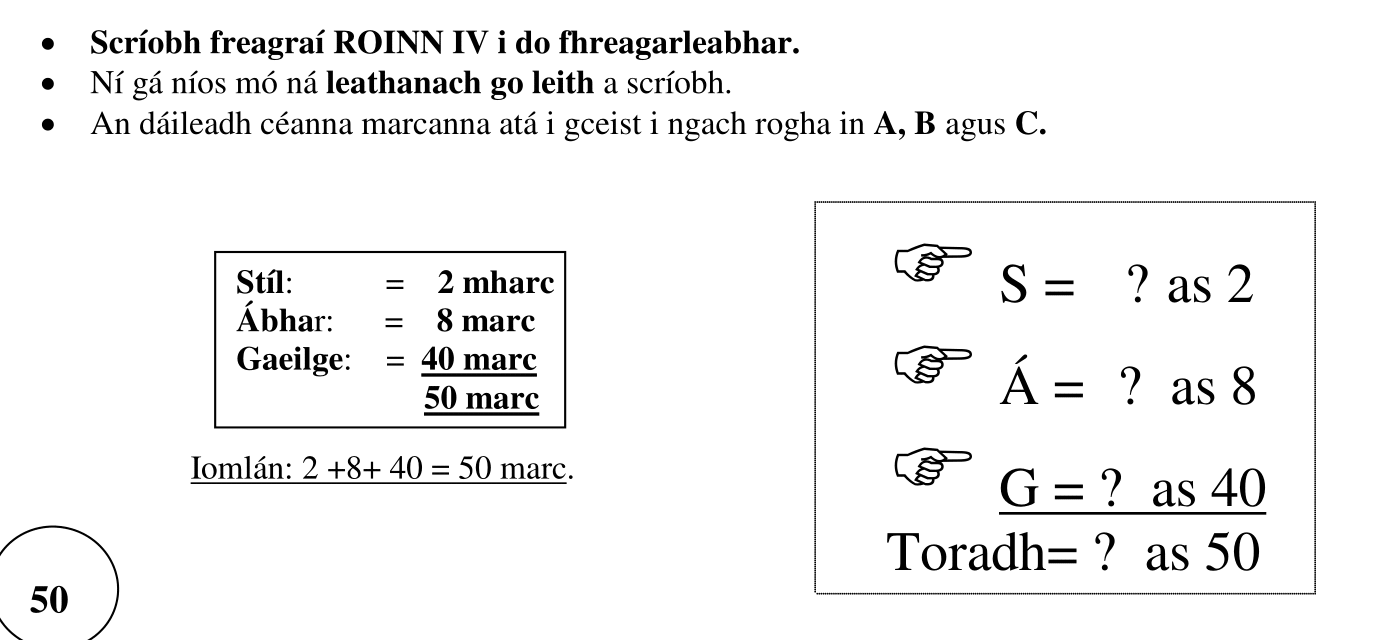 • Scríobh freagraí ROINN IV i do fhreagarleabhar.
• Ní gá níos mó ná leathanach go leith a scríobh.
• An dáileadh céanna marcanna atá i gceist i ngach rogha in A, B agus C.
Stíl: = 2 mharc
Ábhar: = 8 marc
Gaeilge: = 40 marc
50 marc
Iomlán: 2 +8+ 40 = 50 marc.
50
☞ S = ? as 2
☞ Á = ? as 8
☞ G = ? as 40
Toradh= ? as 50